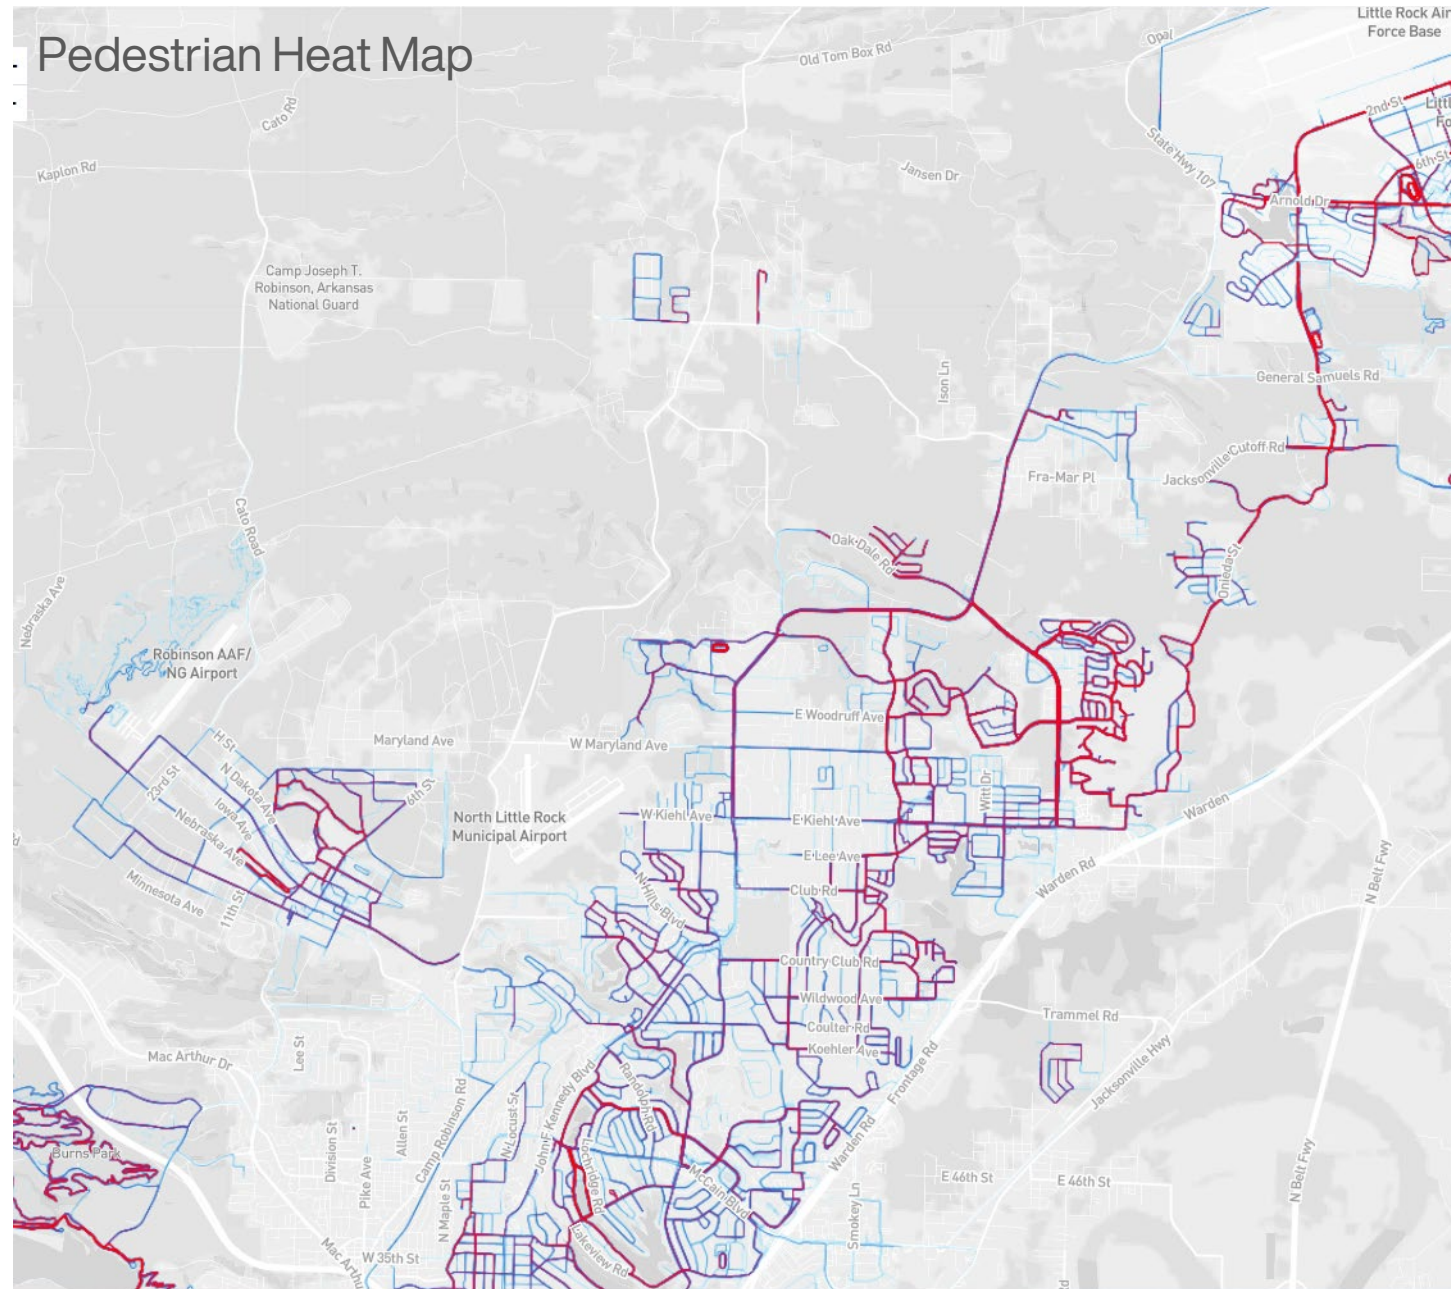 Pedestrian Heat Map
Little Rock Air
Force Base
Opal
Old Tom Box Rd
Cato Rd
2nd St
State Hwy 107
6th St
Kaplon Rd
Jansen Dr
Arnold Dr
Camp Joseph T.
Robinson, Arkansas
National Guard
General Samuels Rd
Ison Ln
Jacksonville Cutoff Rd
Fra-Mar Pl
Cato Road
Oak Dale Rd
Onieda St
Nebraska Ave
Robinson AAF/
NG Airport
E Woodruff Ave
H St
Maryland Ave
W Maryland Ave
23rd St
N Dakota Ave
6th St
Witt Dr
Warden
Iowa Ave
Nebraska Ave
North Little Rock
Municipal Airport
W Kiehl Ave
E Kiehl Ave
E Lee Ave
Minnesota Ave
11th St
N Hills Blvd
Club Rd
Warden Rd
N Belt Fwy
Country Club Rd
Wildwood Ave
Trammel Rd
Coulter Rd
Koehler Ave
Mac Arthur Dr
Lee St
Frontage Rd
Jacksonville Hwy
Randolph Rd
John F Kennedy Blvd
N Locust St
Camp Robinson Rd
Allen St
Division St
Pike Ave
Burns Park
Lochridge Rd
McCain Blvd
Warden Rd
E 46th St
E 46th St
N Belt Fwy
N Maple St
Smokey Ln
Lakeview Rd
W 35th St
Mac Arthu